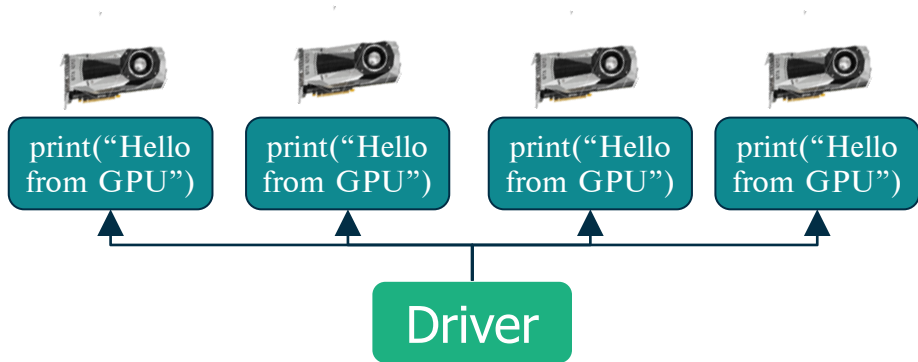 print(“Hello
from GPU”)
print(“Hello
from GPU”)
print(“Hello
from GPU”)
print(“Hello
from GPU”)
Driver